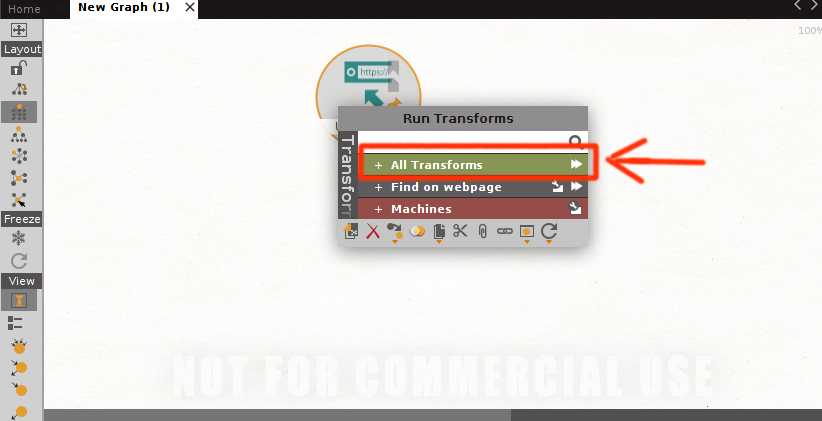 Home
New Graph (1)
100%
Layout
https://
Run Transforms
Transfor
+ All Transforms
+ Find on webpage
+ Machines
Freeze
View
NOT FOR COMMERCIAL USE